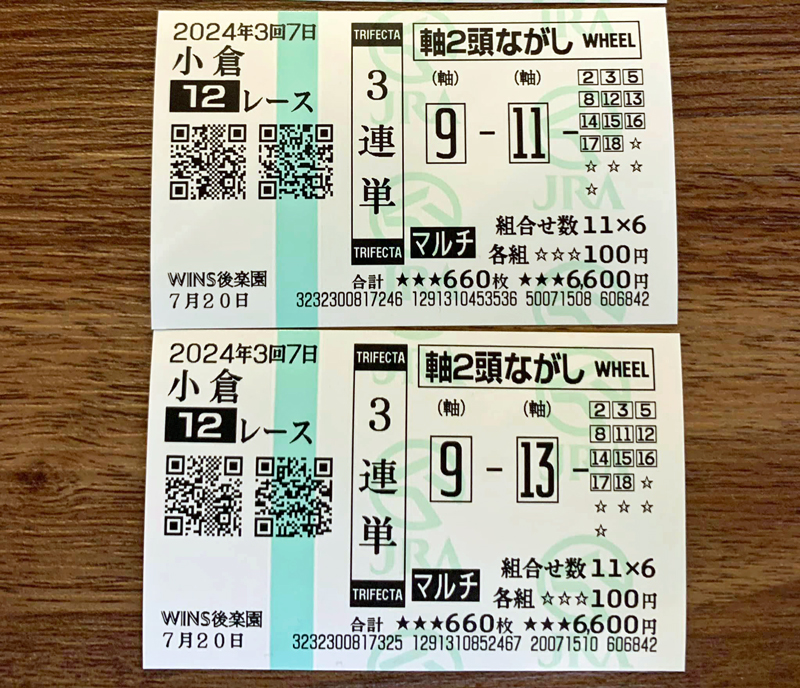 2024年3回7日
小倉
12レース
TRIFECTA
3連単
TRIFECTA
軸2頭ながし WHEEL
(軸) (軸)
9 - 11 -
2 3 5
8 12 13
14 15 16
17 18 ☆
☆ ☆ ☆
☆
組合せ数 11×6
マルチ 各組 ☆☆☆100円
WINS後楽園 合計 ★★★660枚 ★★★6,600円
7月20日 3232300817246 1291310453536 50071508 606842
JRA
JRA
2024年3回7日
小倉
12レース
TRIFECTA
3連単
TRIFECTA
軸2頭ながし WHEEL
(軸) (軸)
9 - 13 -
2 3 5
8 11 12
14 15 16
17 18 ☆
☆ ☆ ☆
☆
組合せ数 11×6
マルチ 各組 ☆☆☆100円
WINS後楽園 合計 ★★★660枚 ★★★6,600円
7月20日 3232300817325 1291310852467 20071510 606842
JRA
JRA